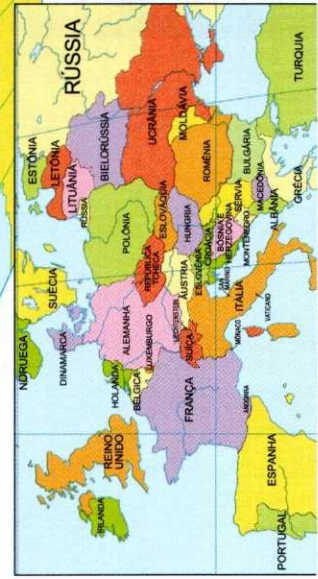 NORUEGA
SUÉCIA
ESTÔNIA
LETÔNIA
LITUÂNIA
RÚSSIA
RÚSSIA
DINAMARCA
BIELORÚSSIA
IRLANDA
REINO
UNIDO
HOLANDA
BÉLGICA
ALEMANHA
LUXEMBURGO
POLÔNIA
REPÚBLICA
TCHECA
ESLOVÁQUIA
UCRÂNIA
MOLDÁVIA
FRANÇA
SUÍÇA
LIECHTENSTEIN
ÁUSTRIA
HUNGRIA
ROMÊNIA
ESLOVÊNIA
CROÁCIA
BÓSNIA E
HERZEGOVINA
SÉRVIA
BULGÁRIA
MONTENEGRO
MACEDÔNIA
ALBÂNIA
SAN
MARINO
ITÁLIA
MÔNACO
VATICANO
ANDORRA
PORTUGAL
ESPANHA
GRÉCIA
TURQUIA